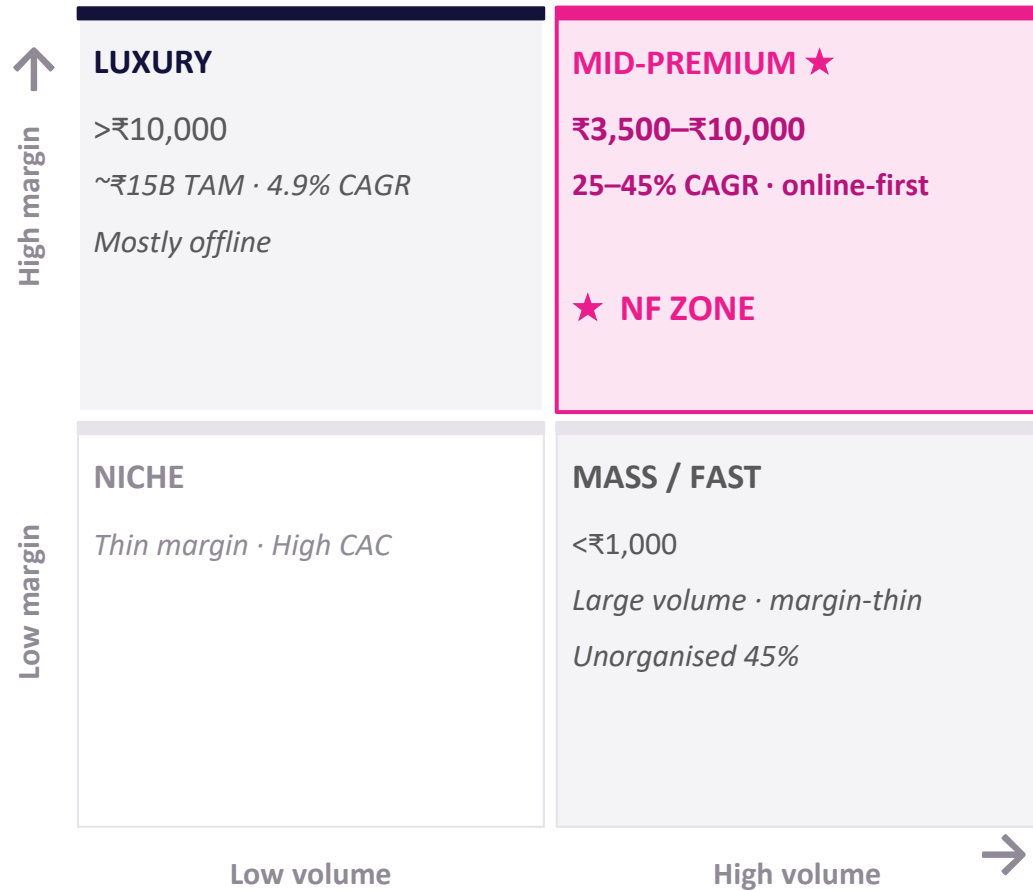 High margin
LUXURY
>₹10,000
~₹15B TAM · 4.9% CAGR
Mostly offline
MID-PREMIUM ★
₹3,500–₹10,000
25–45% CAGR · online-first
★ NF ZONE
Low margin
NICHE
Thin margin · High CAC
MASS / FAST
<₹1,000
Large volume · margin-thin
Unorganised 45%
Low volume
High volume